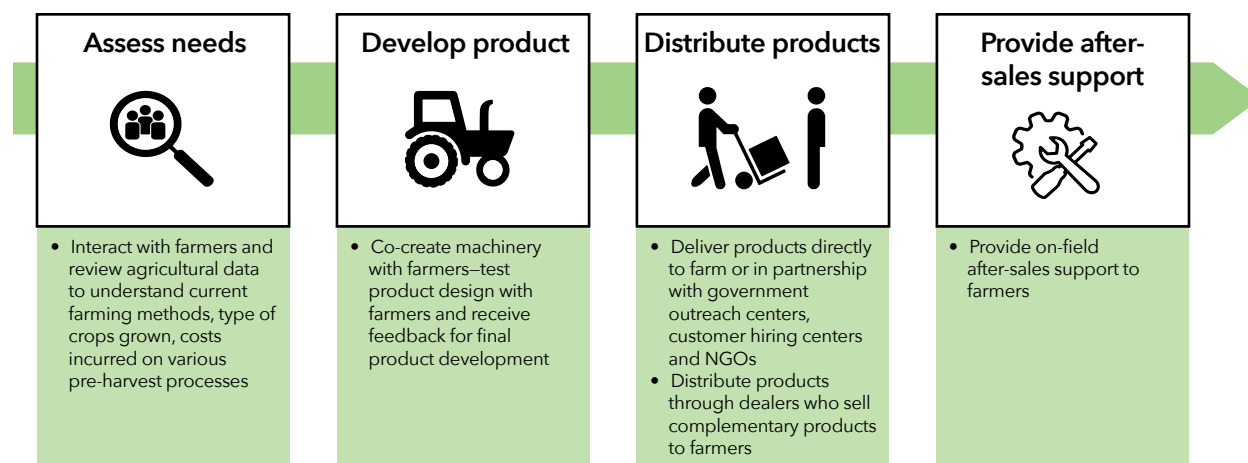 Assess needs
• Interact with farmers and
review agricultural data
to understand current
farming methods, type of
crops grown, costs
incurred on various
pre-harvest processes
Develop product
• Co-create machinery
with farmers—test
product design with
farmers and receive
feedback for final
product development
Distribute products
• Deliver products directly
to farm or in partnership
with government
outreach centers,
customer hiring centers
and NGOs
• Distribute products
through dealers who sell
complementary products
to farmers
Provide after-
sales support
• Provide on-field
after-sales support to
farmers